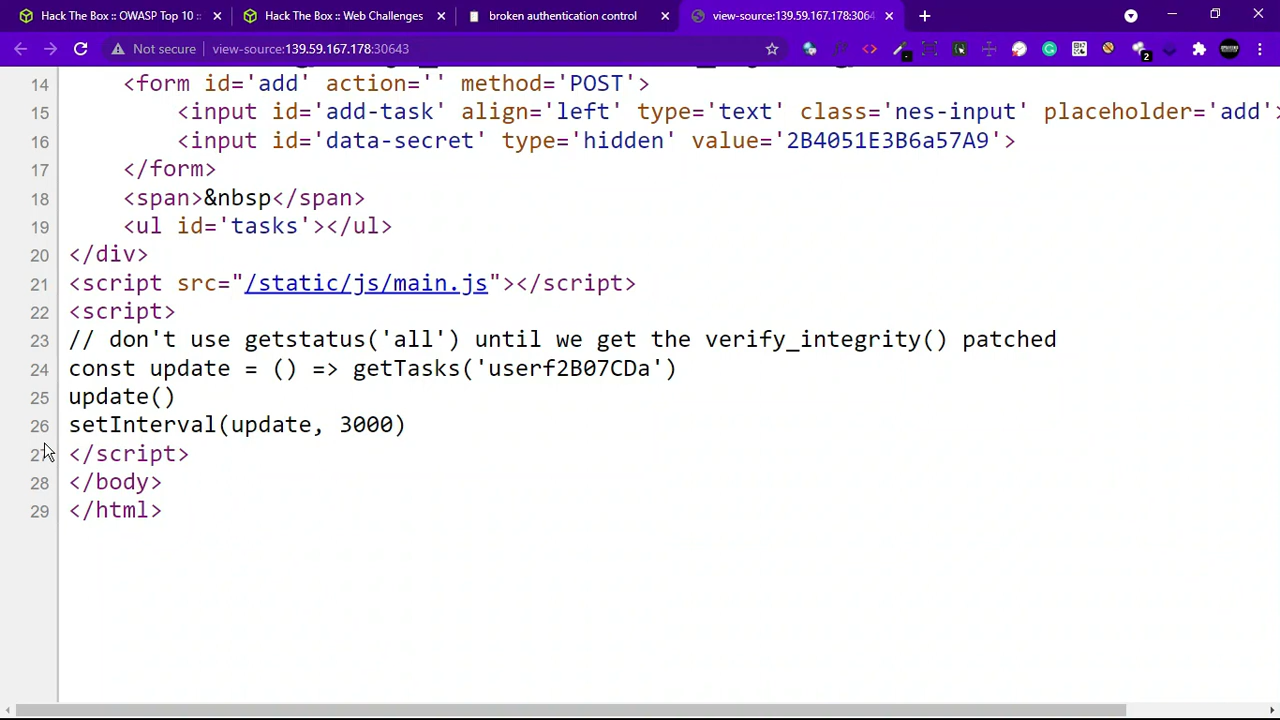 Hack The Box :: OWASP Top 10 ::
Hack The Box :: Web Challenges
broken authentication control
view-source:139.59.167.178:3064
Not secure
view-source:139.59.167.178:30643
2
14 <form id='add' action='' method='POST'>
15 <input id='add-task' align='left' type='text' class='nes-input' placeholder='add'>
16 <input id='data-secret' type='hidden' value='2B4051E3B6a57A9'>
17 </form>
18 <span>&nbsp</span>
19 <ul id='tasks'></ul>
20 </div>
21 <script src="/static/js/main.js"></script>
22 <script>
23 // don't use getstatus('all') until we get the verify_integrity() patched
24 const update = () => getTasks('userf2B07CDa')
25 update()
26 setInterval(update, 3000)
27 </script>
28 </body>
29 </html>